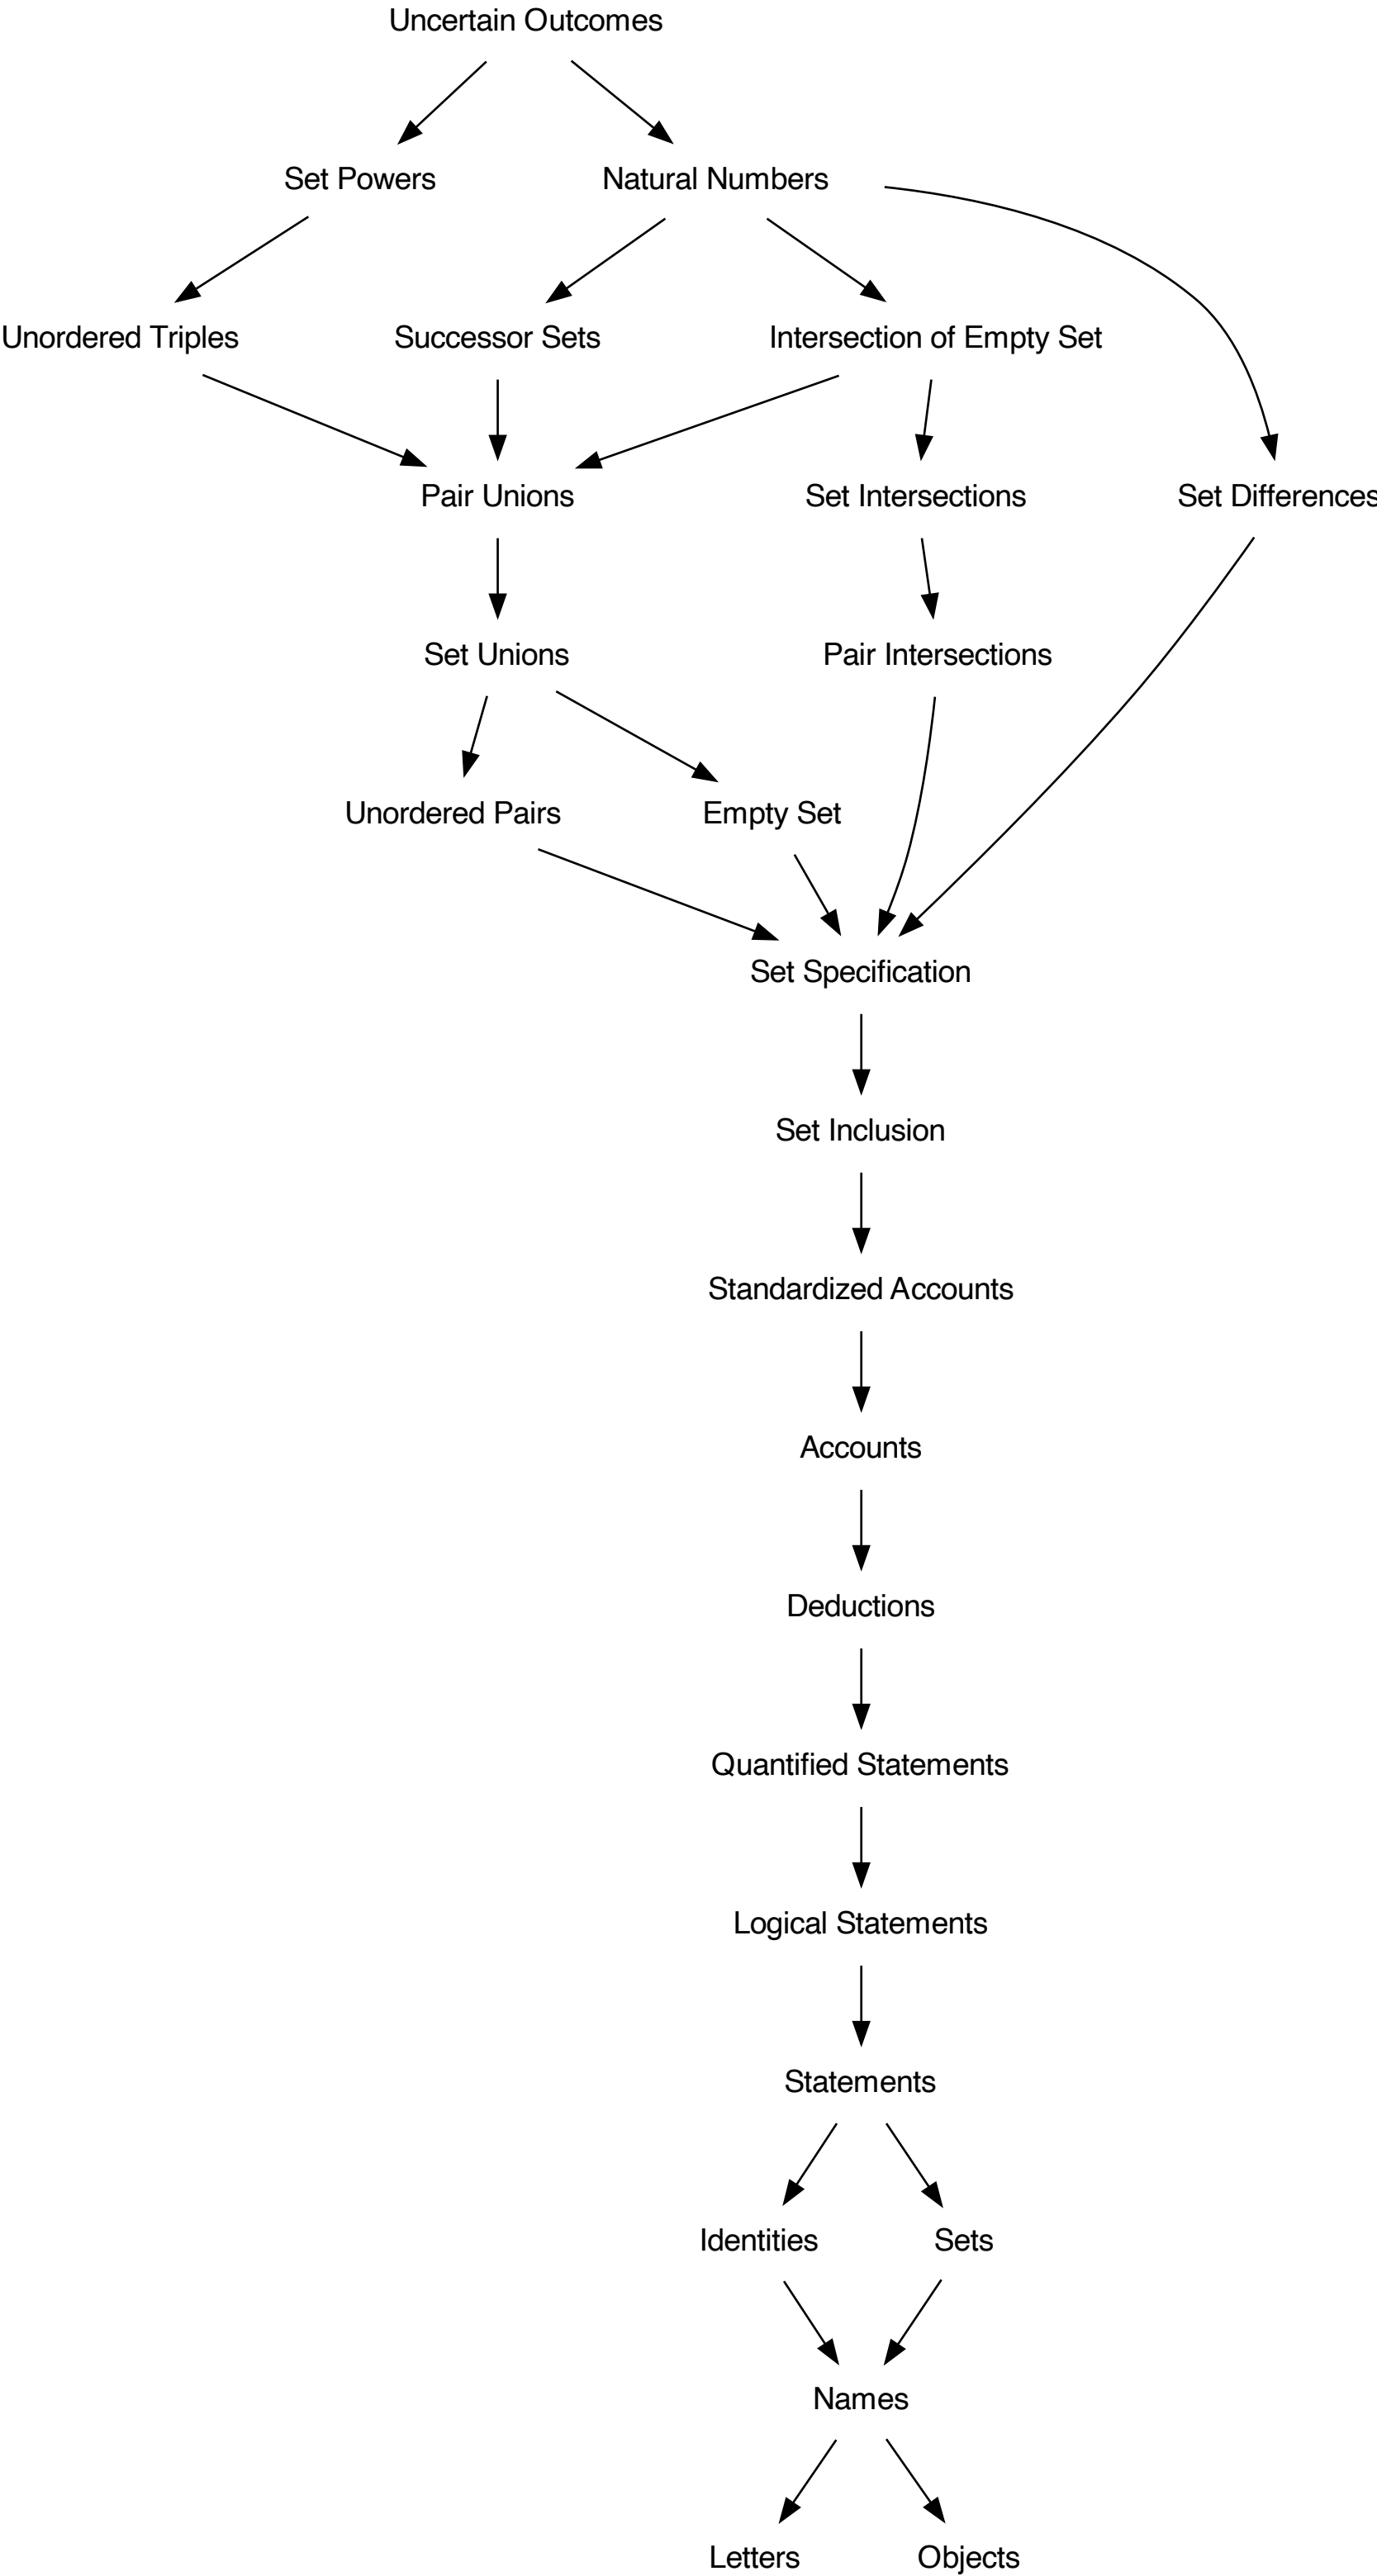 Uncertain Outcomes
Set Powers
Natural Numbers
Unordered Triples
Successor Sets
Intersection of Empty Set
Pair Unions
Set Intersections
Set Differences
Set Unions
Pair Intersections
Unordered Pairs
Empty Set
Set Specification
Set Inclusion
Standardized Accounts
Accounts
Deductions
Quantified Statements
Logical Statements
Statements
Identities
Sets
Names
Letters
Objects